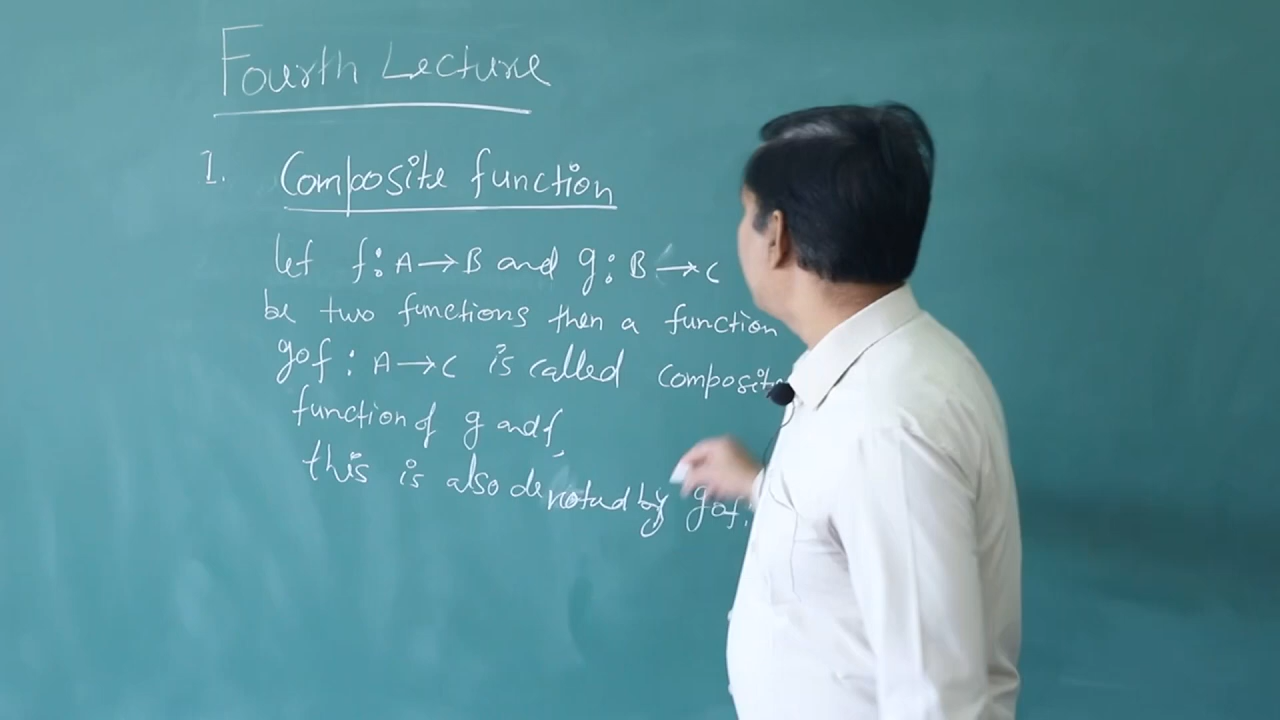 Fourth Lecture
1. Composite function
let f: A→B and g: B→C
be two functions then a function
gof : A→C is called composite
function of g and f,
this is also denoted by gof.